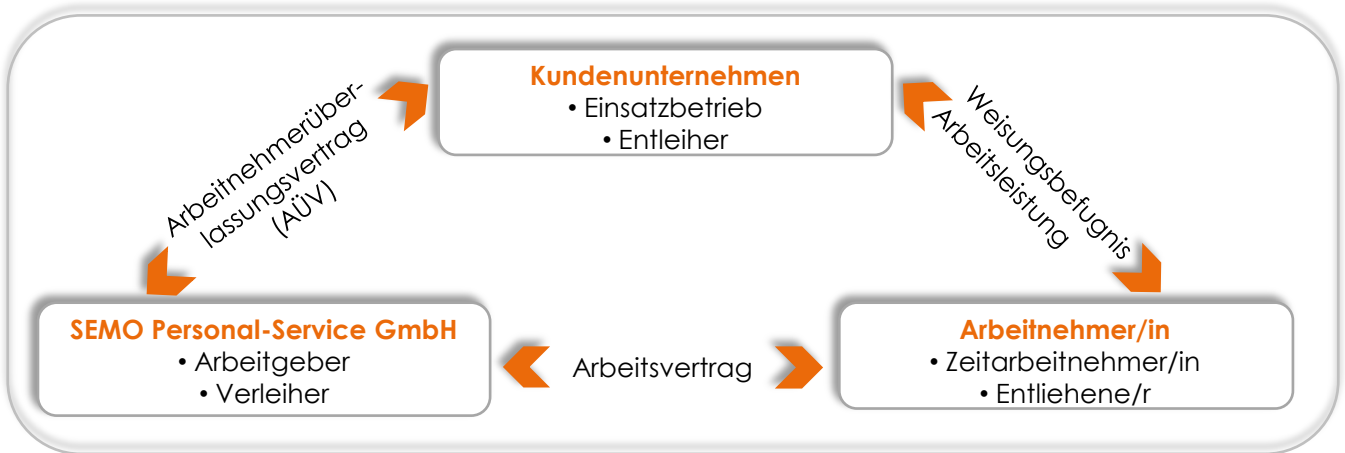 Kundenunternehmen
• Einsatzbetrieb
• Entleiher
Arbeitnehmerüber-
lassungsvertrag
(AÜV)
Weisungsbefugnis
Arbeitsleistung
SEMO Personal-Service GmbH
• Arbeitgeber
• Verleiher
Arbeitsvertrag
Arbeitnehmer/in
• Zeitarbeitnehmer/in
• Entliehene/r